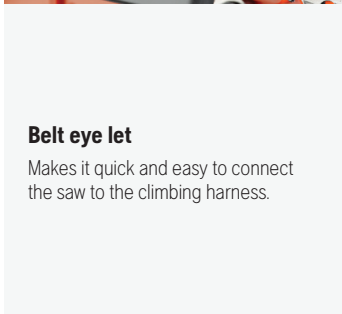 Belt eye let
Makes it quick and easy to connect
the saw to the climbing harness.